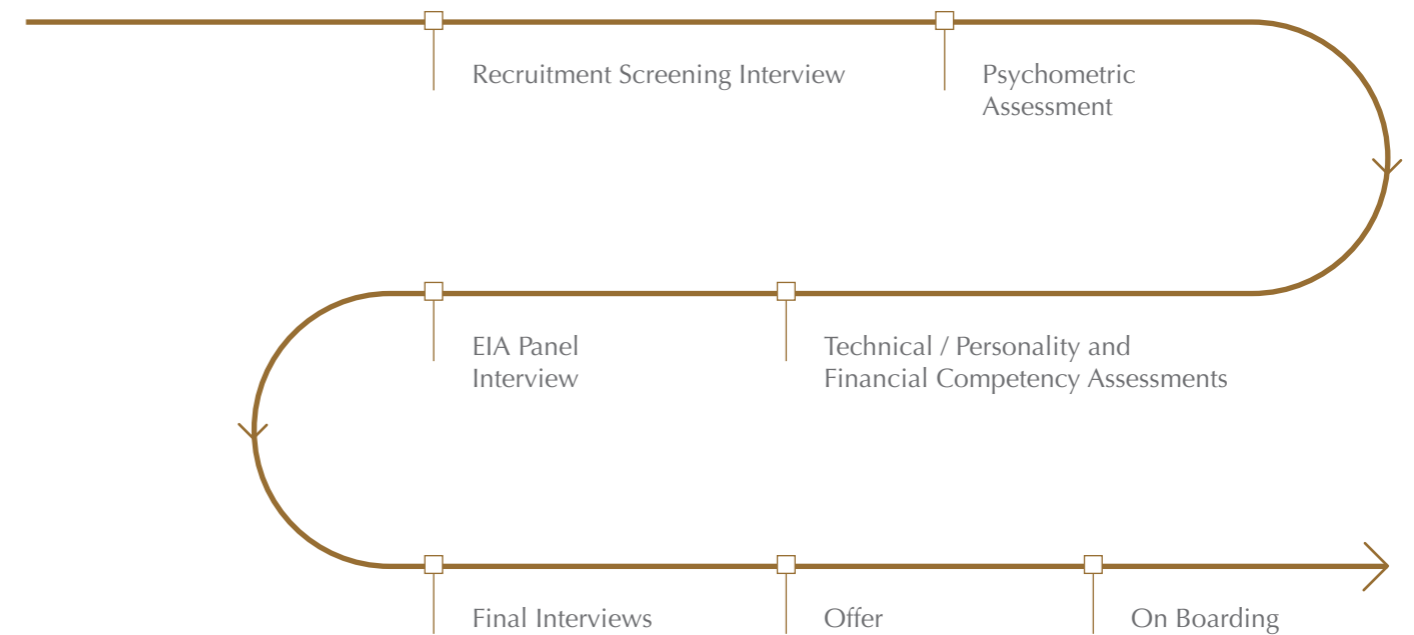 Recruitment Screening Interview
Psychometric
Assessment
Technical / Personality and
Financial Competency Assessments
EIA Panel
Interview
Final Interviews
Offer
On Boarding